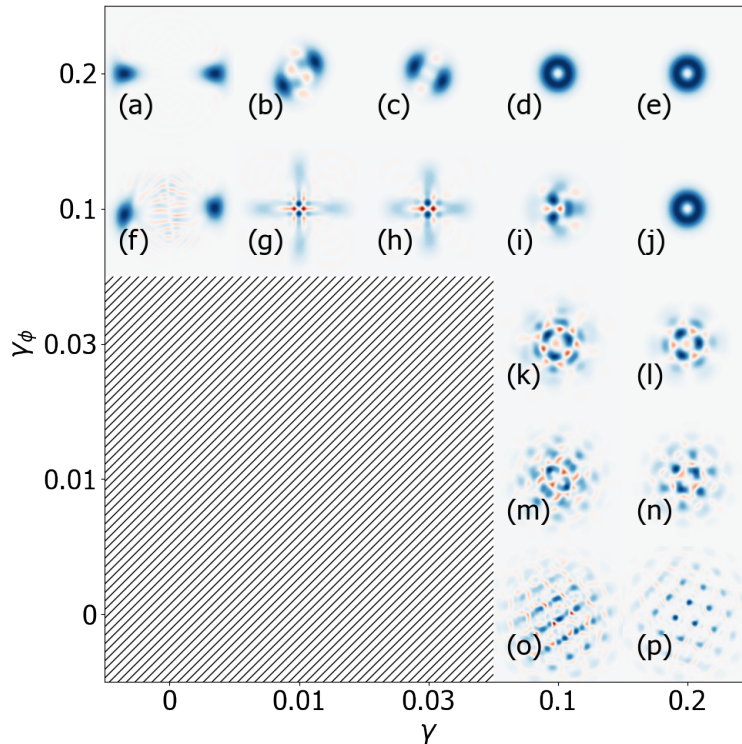 0.2
(a) (b) (c) (d) (e)
0.1
(f) (g) (h) (i) (j)
γϕ
0.03
(k) (l)
0.01
(m) (n)
0
(o) (p)
0 0.01 0.03 0.1 0.2
γ